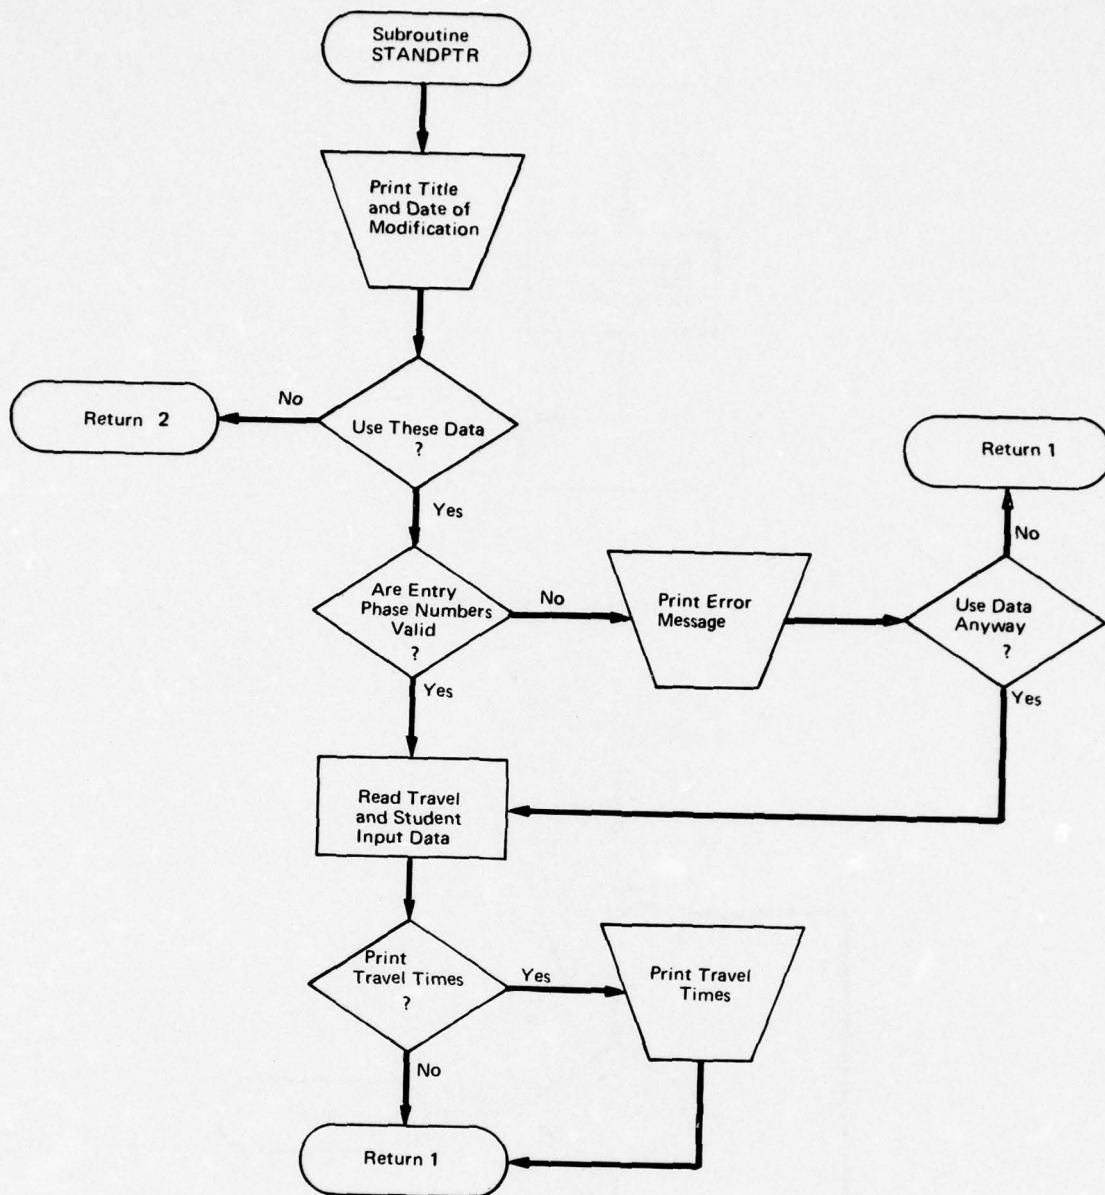 Subroutine
STANDPTR
Print Title
and Date of
Modification
No
Return 2
Use These Data
?
Return 1
Yes
No
Are Entry
Phase Numbers
Valid
?
No
Print Error
Message
Use Data
Anyway
?
Yes
Yes
Read Travel
and Student
Input Data
Print
Travel Times
?
Yes
Print Travel
Times
No
Return 1